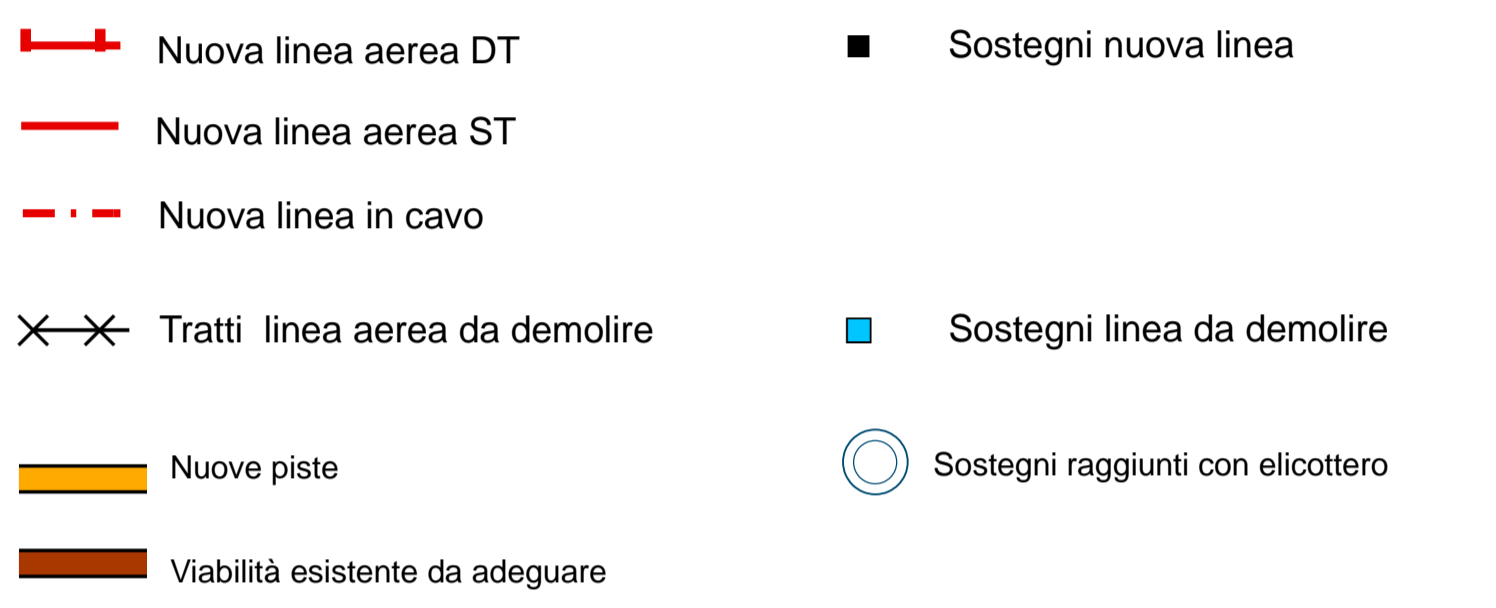 Nuova linea aerea DT
Sostegni nuova linea
Nuova linea aerea ST
Nuova linea in cavo
Tratti linea aerea da demolire
Sostegni linea da demolire
Nuove piste
Sostegni raggiunti con elicottero
Viabilità esistente da adeguare